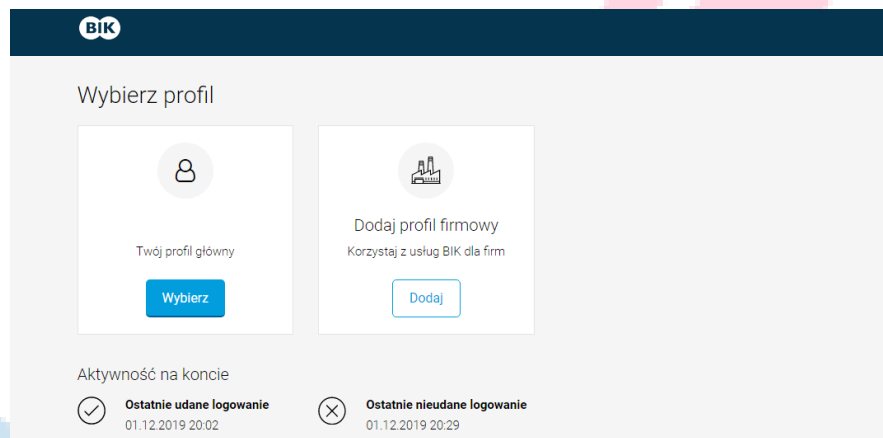 BIK
Wybierz profil
Twój profil główny
Wybierz
Dodaj profil firmowy
Korzystaj z usług BIK dla firm
Dodaj
Aktywność na koncie
Ostatnie udane logowanie
01.12.2019 20:02
Ostatnie nieudane logowanie
01.12.2019 20:29